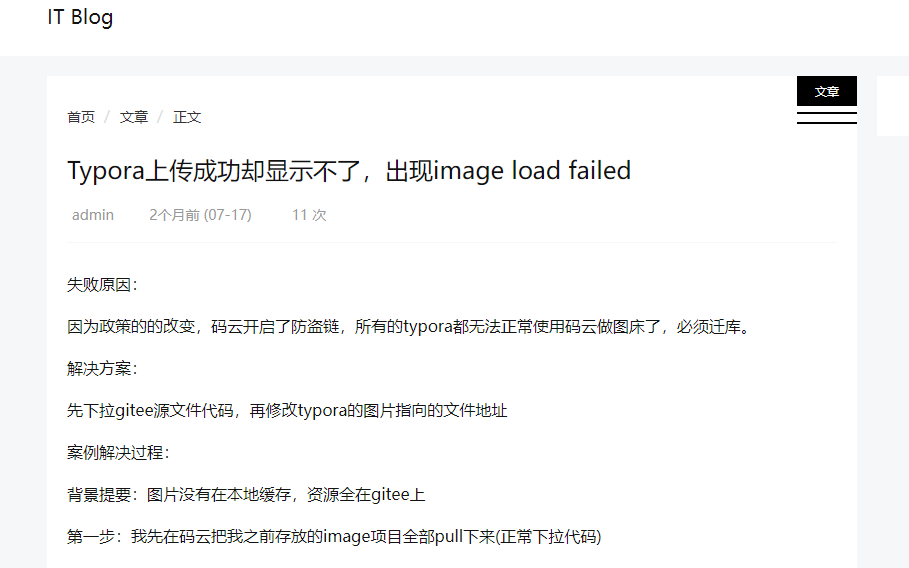 IT Blog
文章
首页 / 文章 / 正文
Typora上传成功却显示不了，出现image load failed
admin 2个月前 (07-17) 11 次
失败原因：
因为政策的的改变，码云开启了防盗链，所有的typora都无法正常使用码云做图床了，必须迁库。
解决方案：
先下拉gitee源文件代码，再修改typora的图片指向的文件地址
案例解决过程：
背景提要：图片没有在本地缓存，资源全在gitee上
第一步：我先在码云把我之前存放的image项目全部pull下来(正常下拉代码)